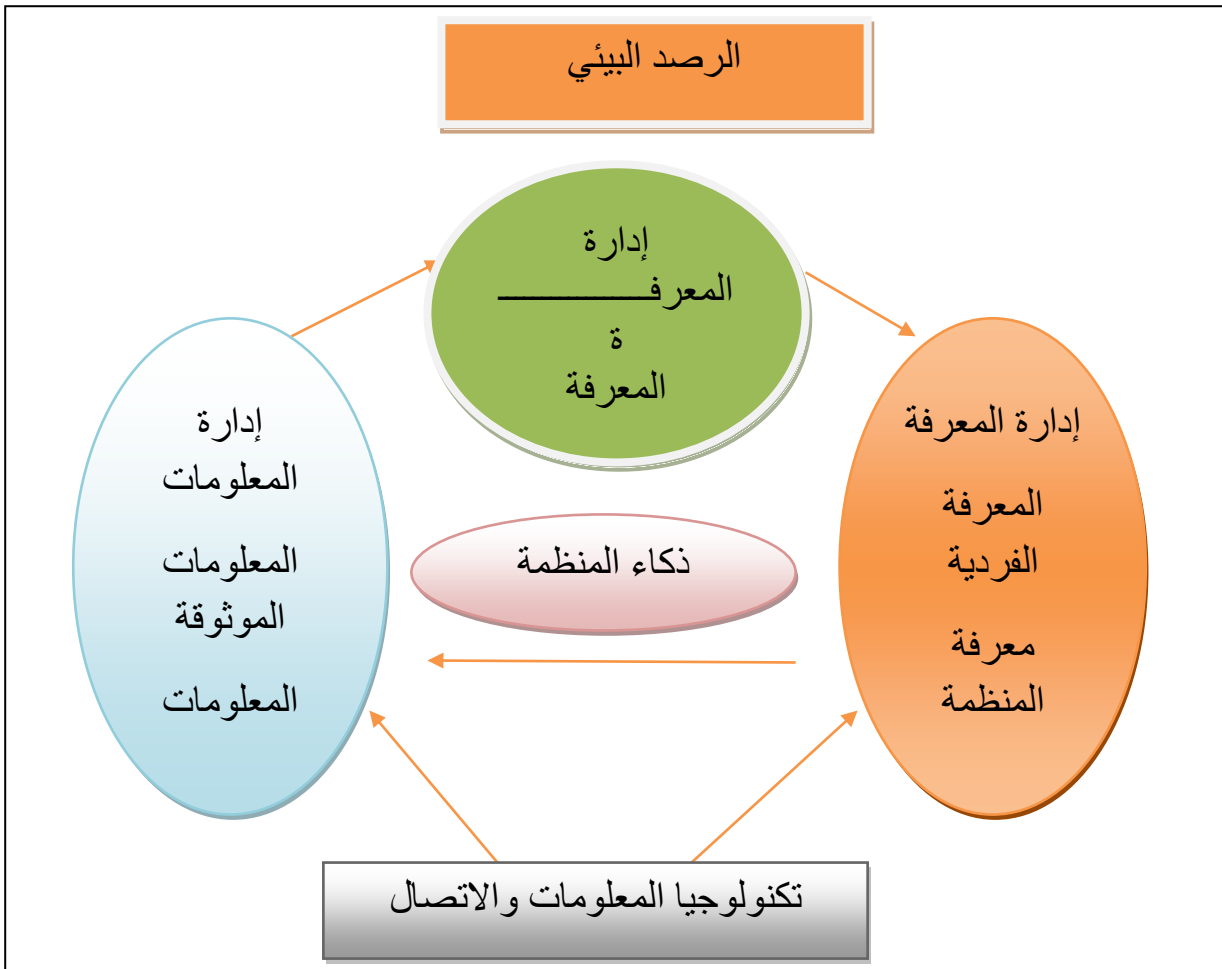 الرصد البيئي
إدارة
المعرفـــــــــــــــــ
ة
المعرفة
إدارة المعرفة
المعرفة
الفردية
معرفة
المنظمة
ذكاء المنظمة
إدارة
المعلومات
المعلومات
الموثوقة
المعلومات
تكنولوجيا المعلومات والاتصال